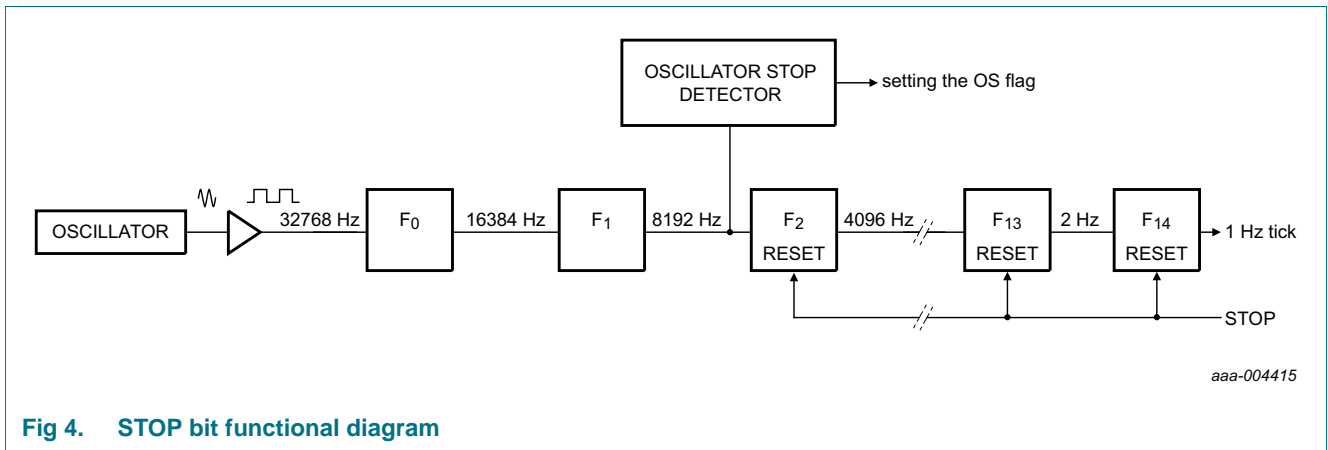 OSCILLATOR STOP
DETECTOR
setting the OS flag
OSCILLATOR
32768 Hz
F0
16384 Hz
F1
8192 Hz
F2
RESET
4096 Hz
F13
RESET
2 Hz
F14
RESET
1 Hz tick
STOP
aaa-004415
Fig 4. STOP bit functional diagram